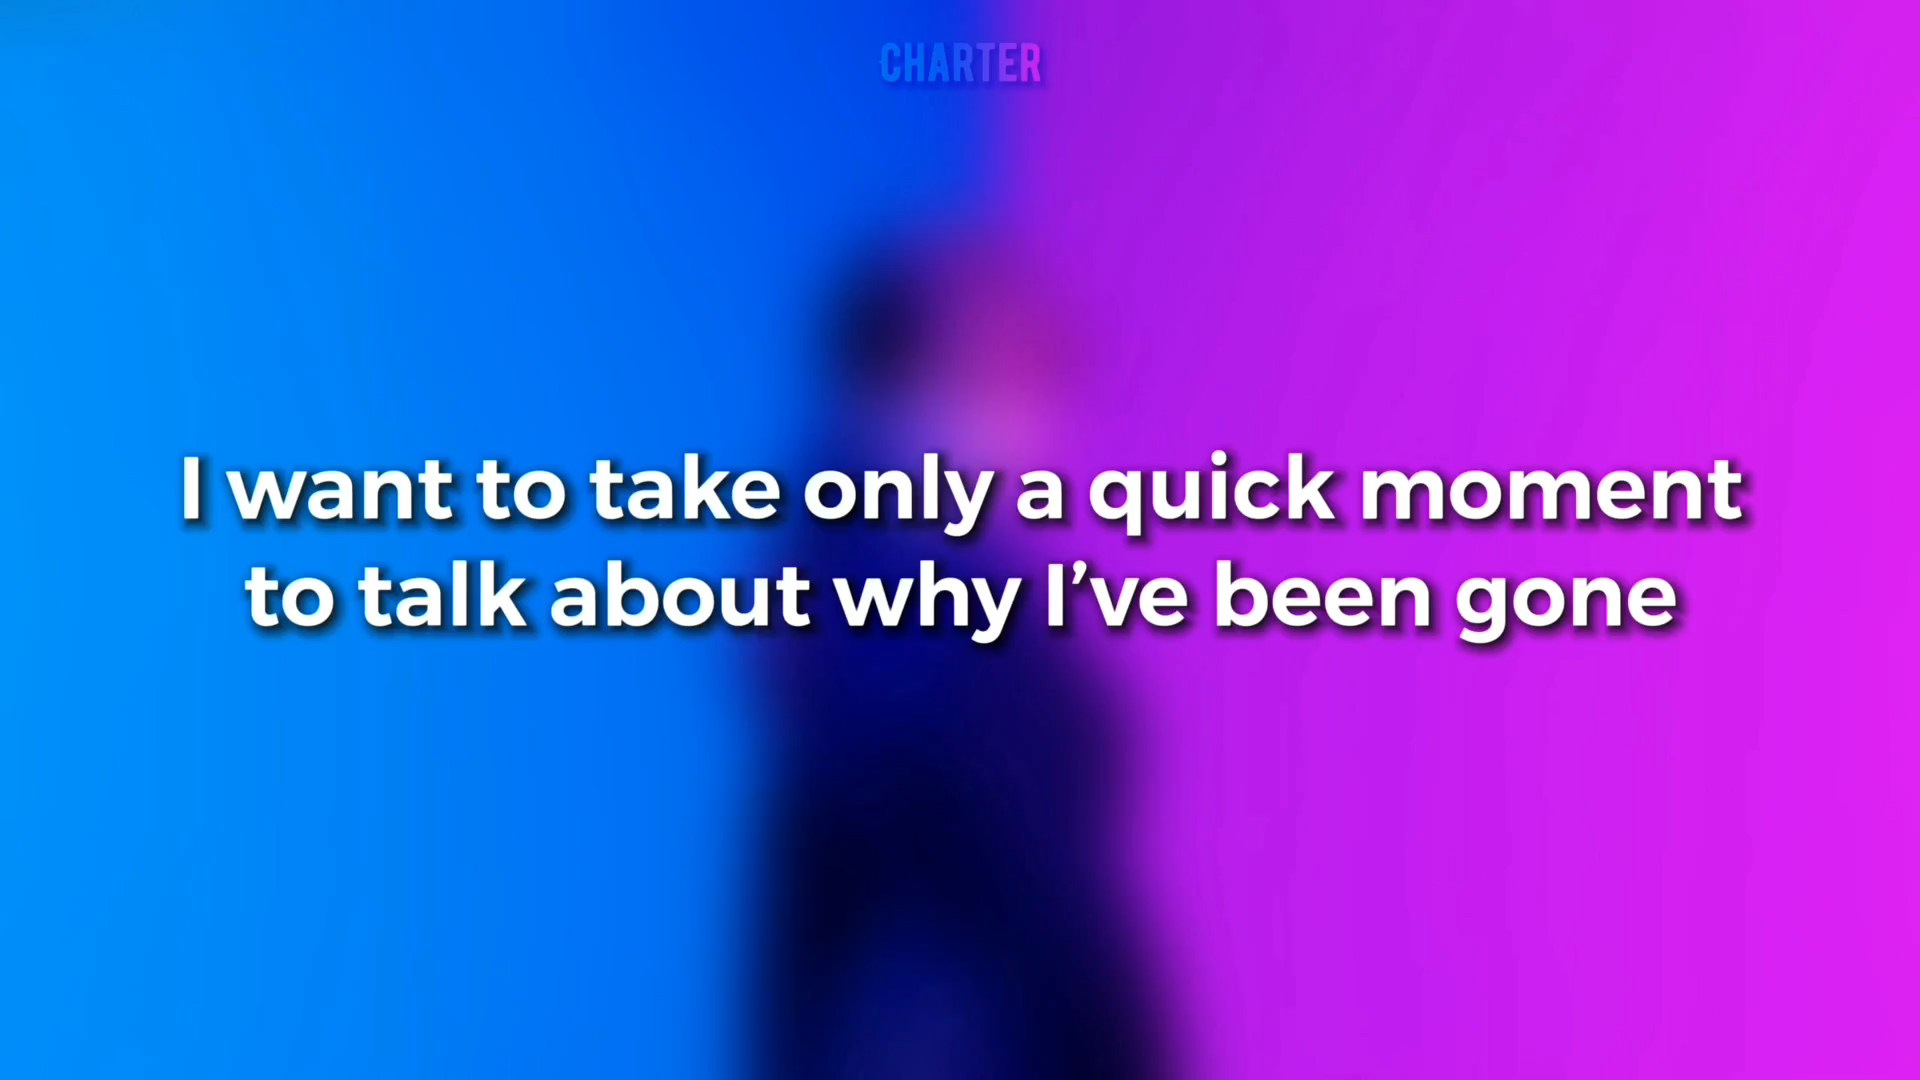 CHARTER
I want to take only a quick moment
to talk about why I’ve been gone